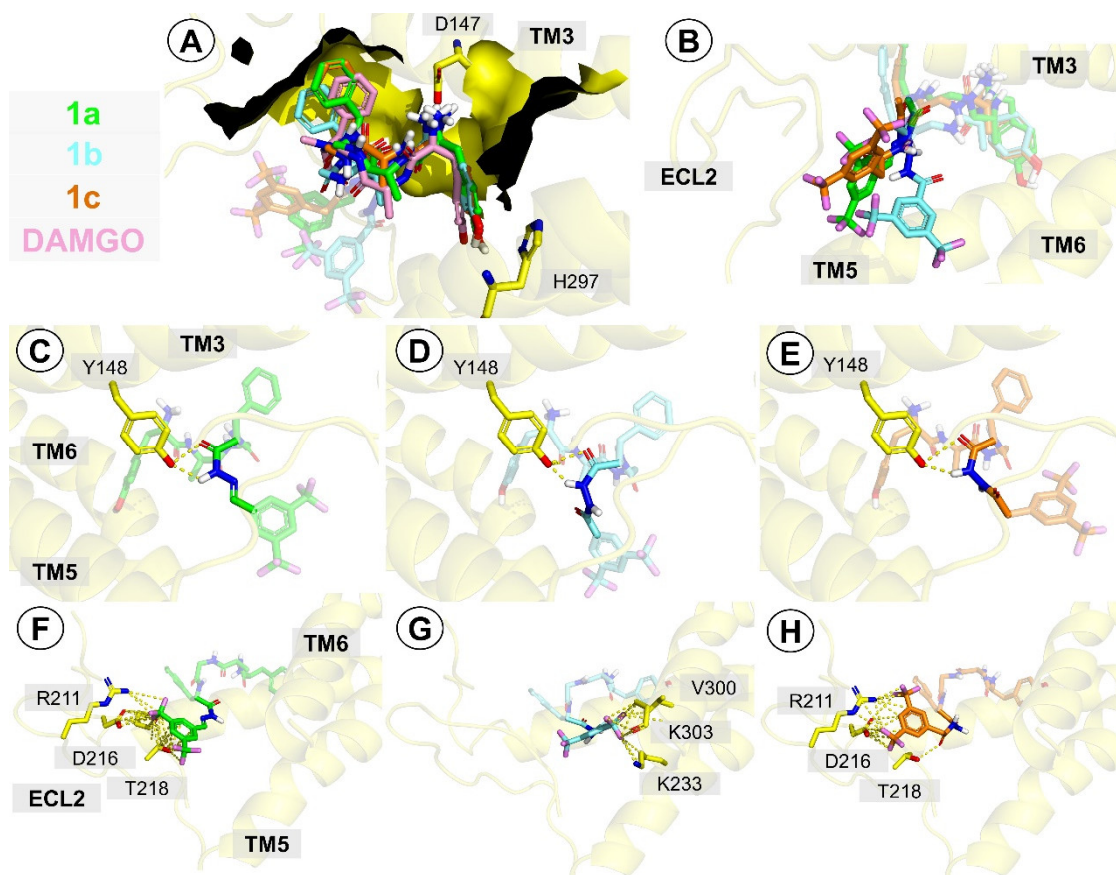 A
D147
TM3
H297
1a
1b
1c
DAMGO
B
TM3
ECL2
TM5
TM6
C
TM3
Y148
TM6
TM5
D
Y148
E
Y148
F
TM6
R211
D216
T218
ECL2
TM5
G
V300
K303
K233
H
R211
D216
T218